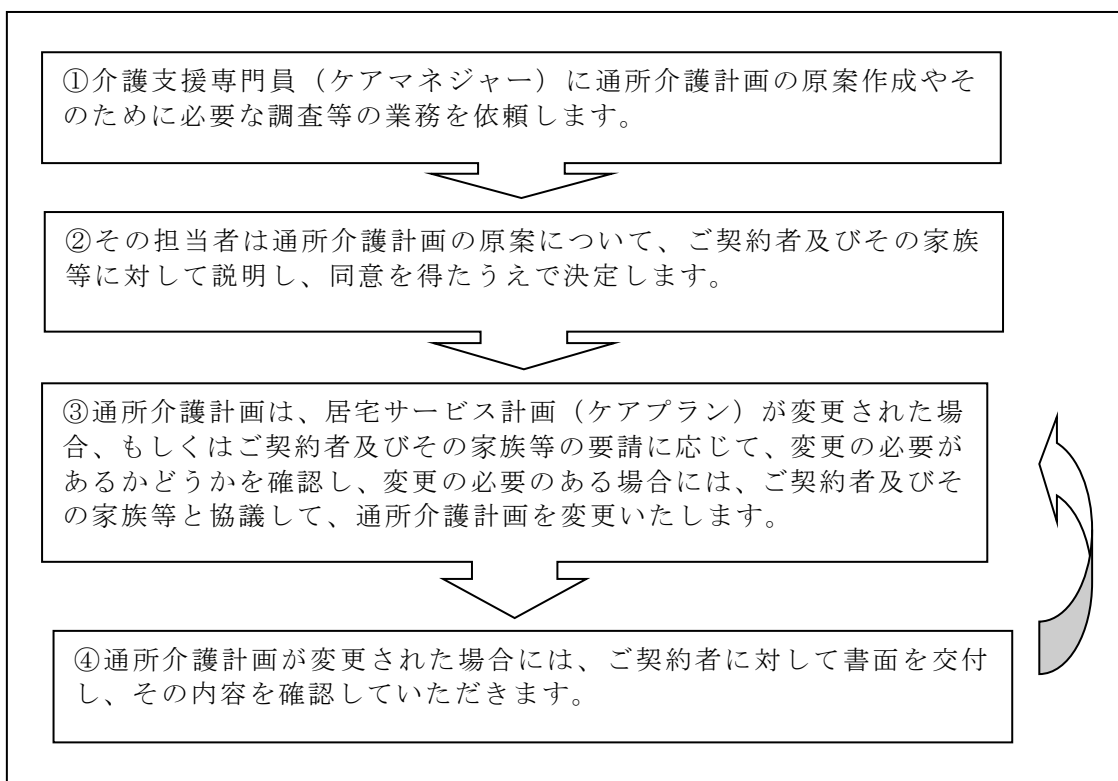 ①介護支援専門員（ケアマネジャー）に通所介護計画の原案作成やそ
のために必要な調査等の業務を依頼します。
②その担当者は通所介護計画の原案について、ご契約者及びその家族
等に対して説明し、同意を得たうえで決定します。
③通所介護計画は、居宅サービス計画（ケアプラン）が変更された場
合、もしくはご契約者及びその家族等の要請に応じて、変更の必要が
あるかどうかを確認し、変更の必要のある場合には、ご契約者及びそ
の家族等と協議して、通所介護計画を変更いたします。
④通所介護計画が変更された場合には、ご契約者に対して書面を交付
し、その内容を確認していただきます。